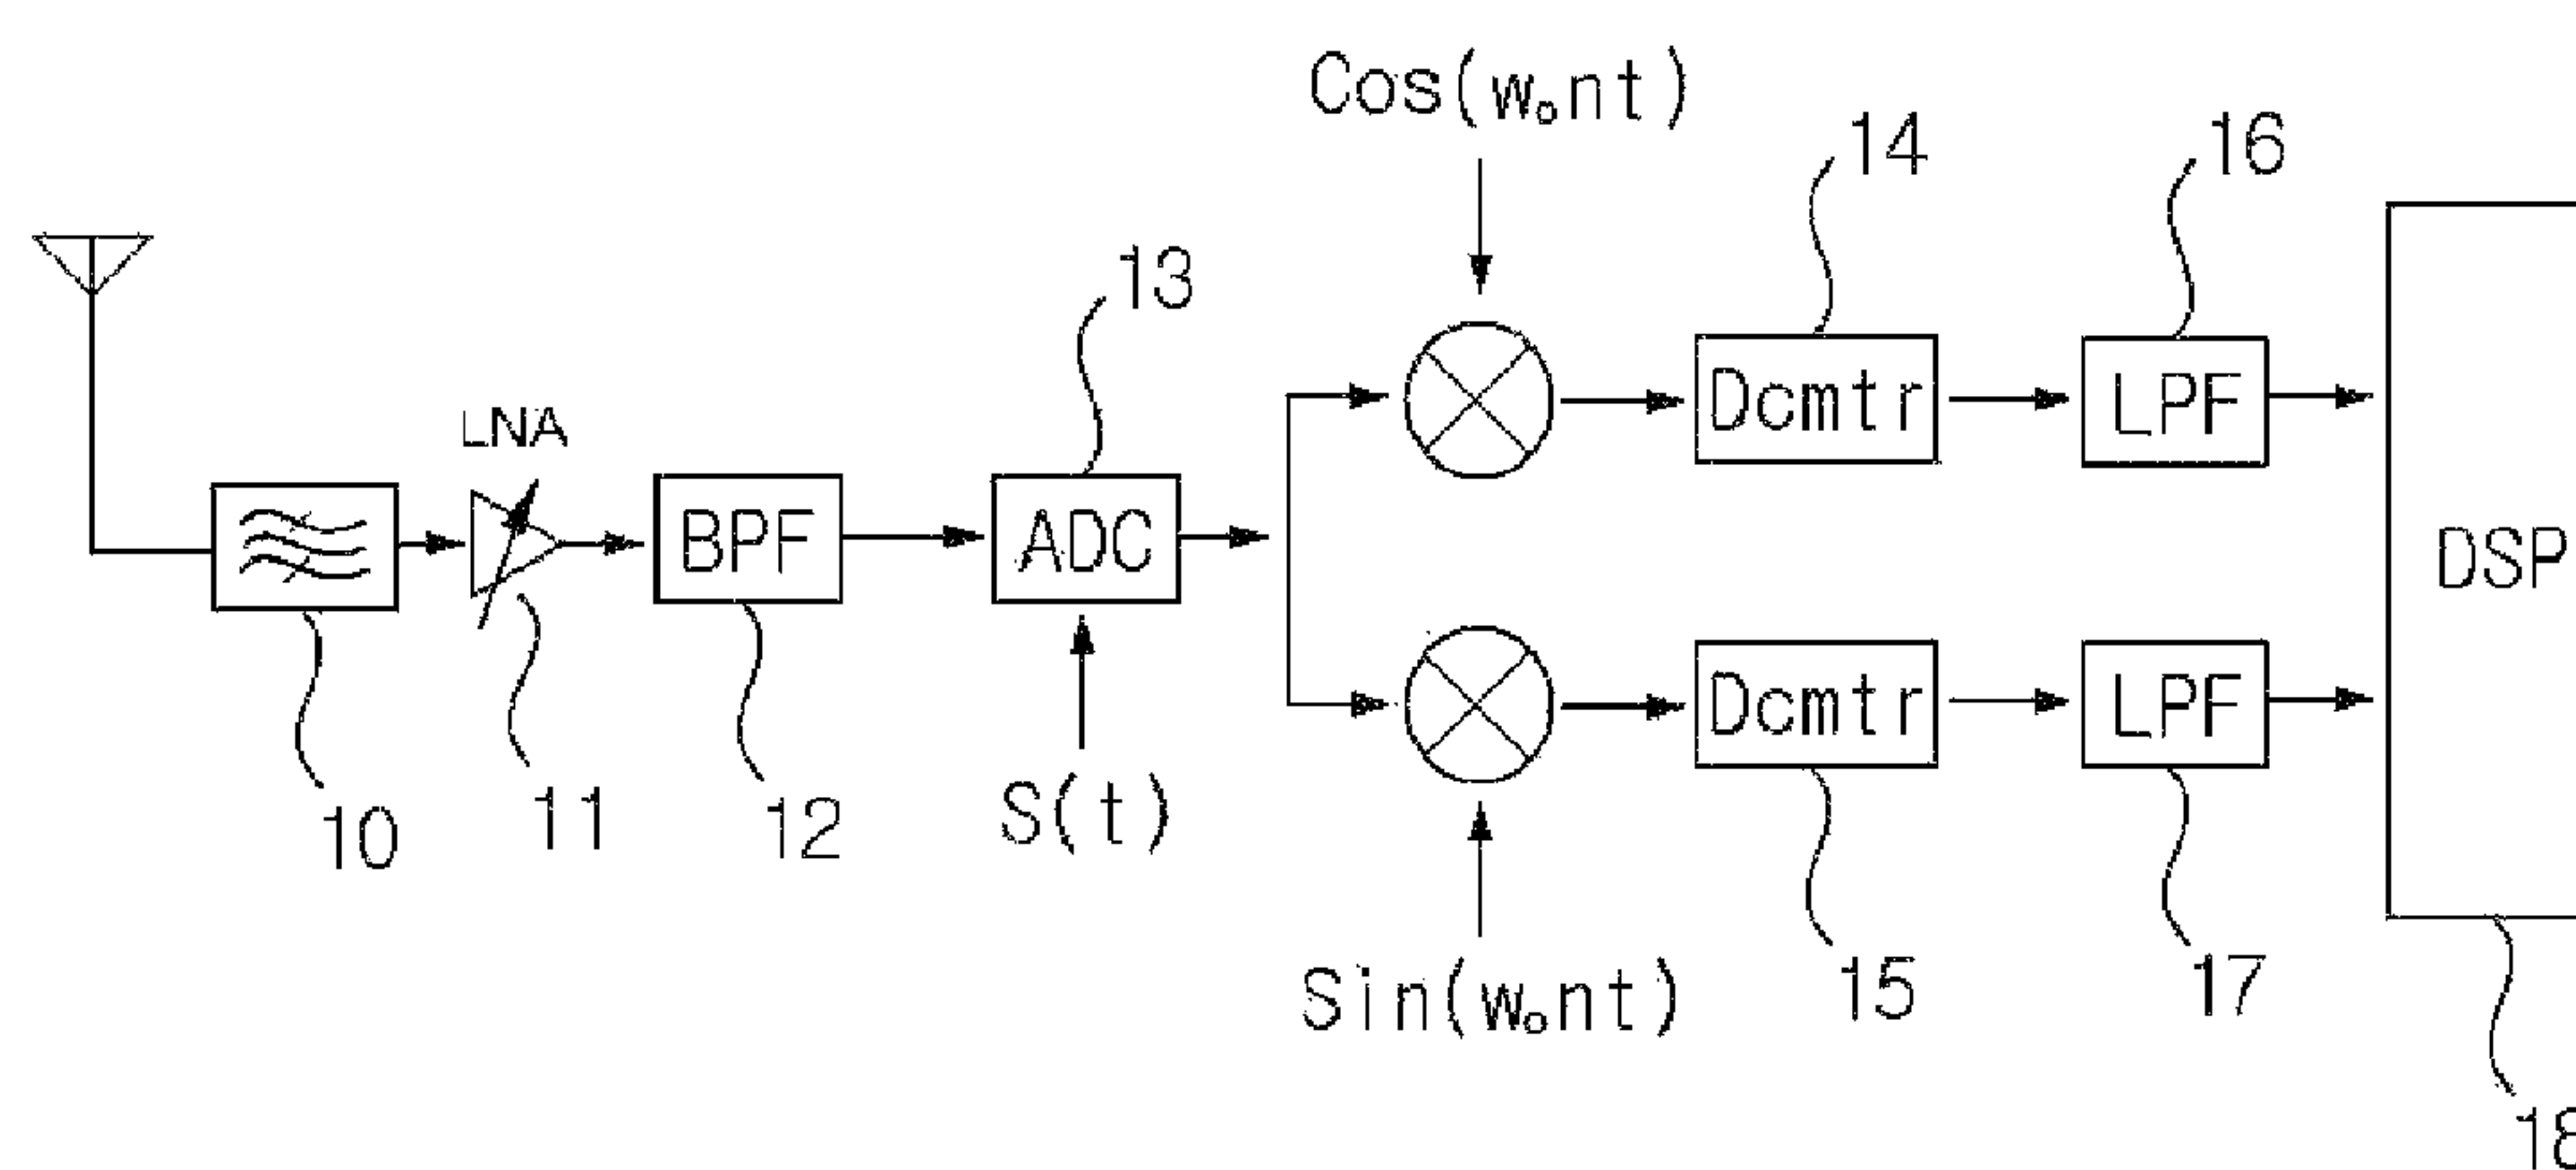 Cos(w₀nt)
14
16
13
LNA
BPF
ADC
Dcmtr
LPF
DSP
Dcmtr
LPF
10
11
12
S(t)
Sin(w₀nt)
15
17
18